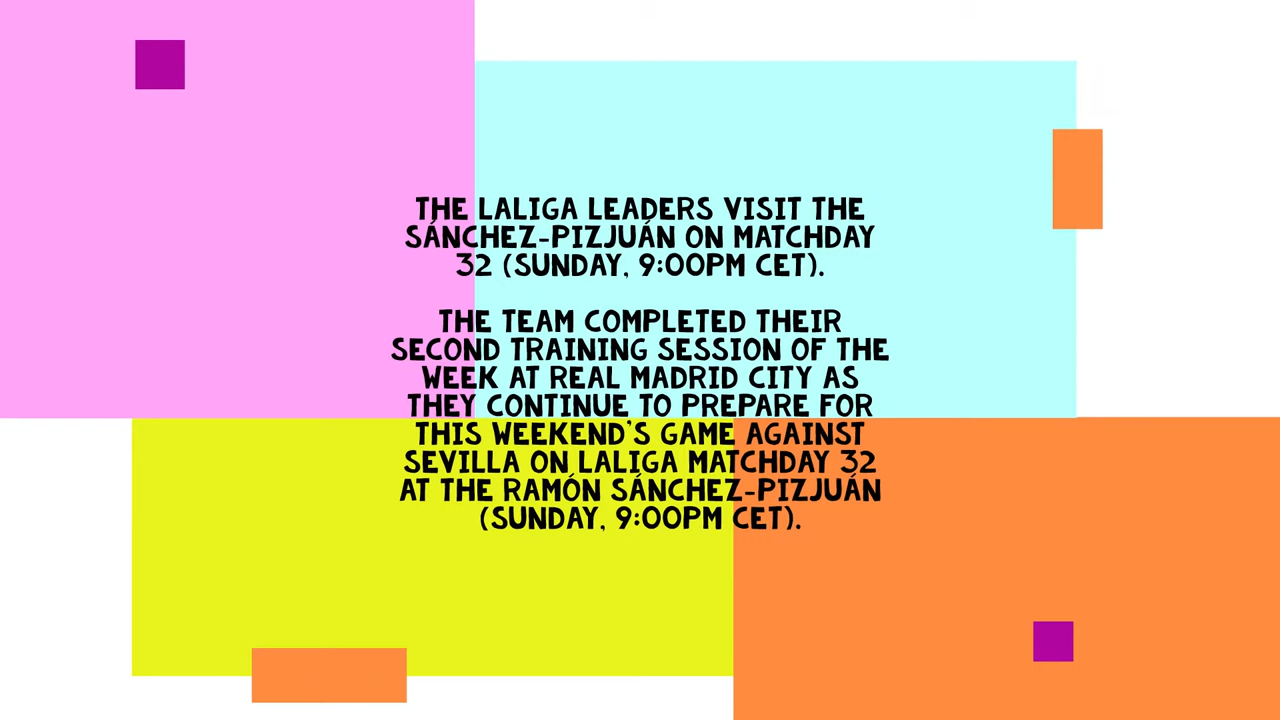 THE LALIGA LEADERS VISIT THE
SÁNCHEZ-PIZJUÁN ON MATCHDAY
32 (SUNDAY, 9:00PM CET).
THE TEAM COMPLETED THEIR
SECOND TRAINING SESSION OF THE
WEEK AT REAL MADRID CITY AS
THEY CONTINUE TO PREPARE FOR
THIS WEEKEND'S GAME AGAINST
SEVILLA ON LALIGA MATCHDAY 32
AT THE RAMÓN SÁNCHEZ-PIZJUÁN
(SUNDAY, 9:00PM CET).